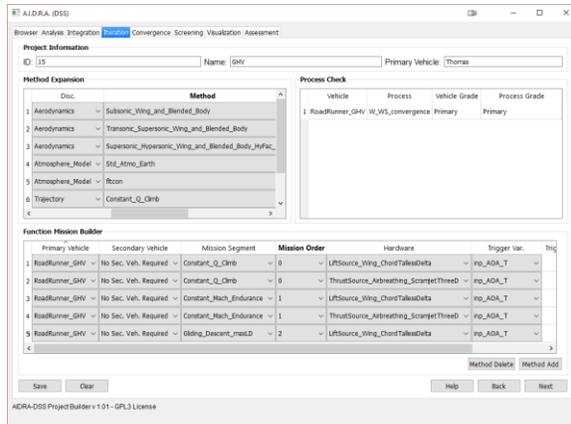 A.I.D.R.A. (DSS)
Browser Analysis Integration Iteration Convergence Screening Visualization Assessment
Project Information
ID: 15 Name: GHV Primary Vehicle: Thomas
Method Expansion
Disc. Method
1 Aerodynamics Subsonic_Wing_and_Blended_Body
2 Aerodynamics Transonic_Supersonic_Wing_and_Blended_Body
3 Aerodynamics Supersonic_Hypersonic_Wing_and_Blended_Body_HyFac_
4 Atmosphere_Model Std_Atmo_Earth
5 Atmosphere_Model ftcon
6 Trajectory Constant_Q_Climb
Process Check
Vehicle Process Vehicle Grade Process Grade
1 RoadRunner_GHV W_WS_convergence Primary Primary
Function Mission Builder
Primary Vehicle Secondary Vehicle Mission Segment Mission Order Hardware Trigger Var. Trig
1 RoadRunner_GHV No Sec. Veh. Required Constant_Q_Climb 0 LiftSource_Wing_ChordTallessDelta inp_AOA_T
2 RoadRunner_GHV No Sec. Veh. Required Constant_Q_Climb 0 ThrustSource_Airbreathing_ScramjetThreeD inp_AOA_T
3 RoadRunner_GHV No Sec. Veh. Required Constant_Mach_Endurance 1 LiftSource_Wing_ChordTallessDelta inp_AOA_T
4 RoadRunner_GHV No Sec. Veh. Required Constant_Mach_Endurance 1 ThrustSource_Airbreathing_ScramjetThreeD inp_AOA_T
5 RoadRunner_GHV No Sec. Veh. Required Gliding_Descent_maxLD 2 LiftSource_Wing_ChordTallessDelta inp_AOA_T
Method Delete Method Add
Save Clear Help Back Next
AIDRA-DSS Project Builder v 1.01 - GPL3 License